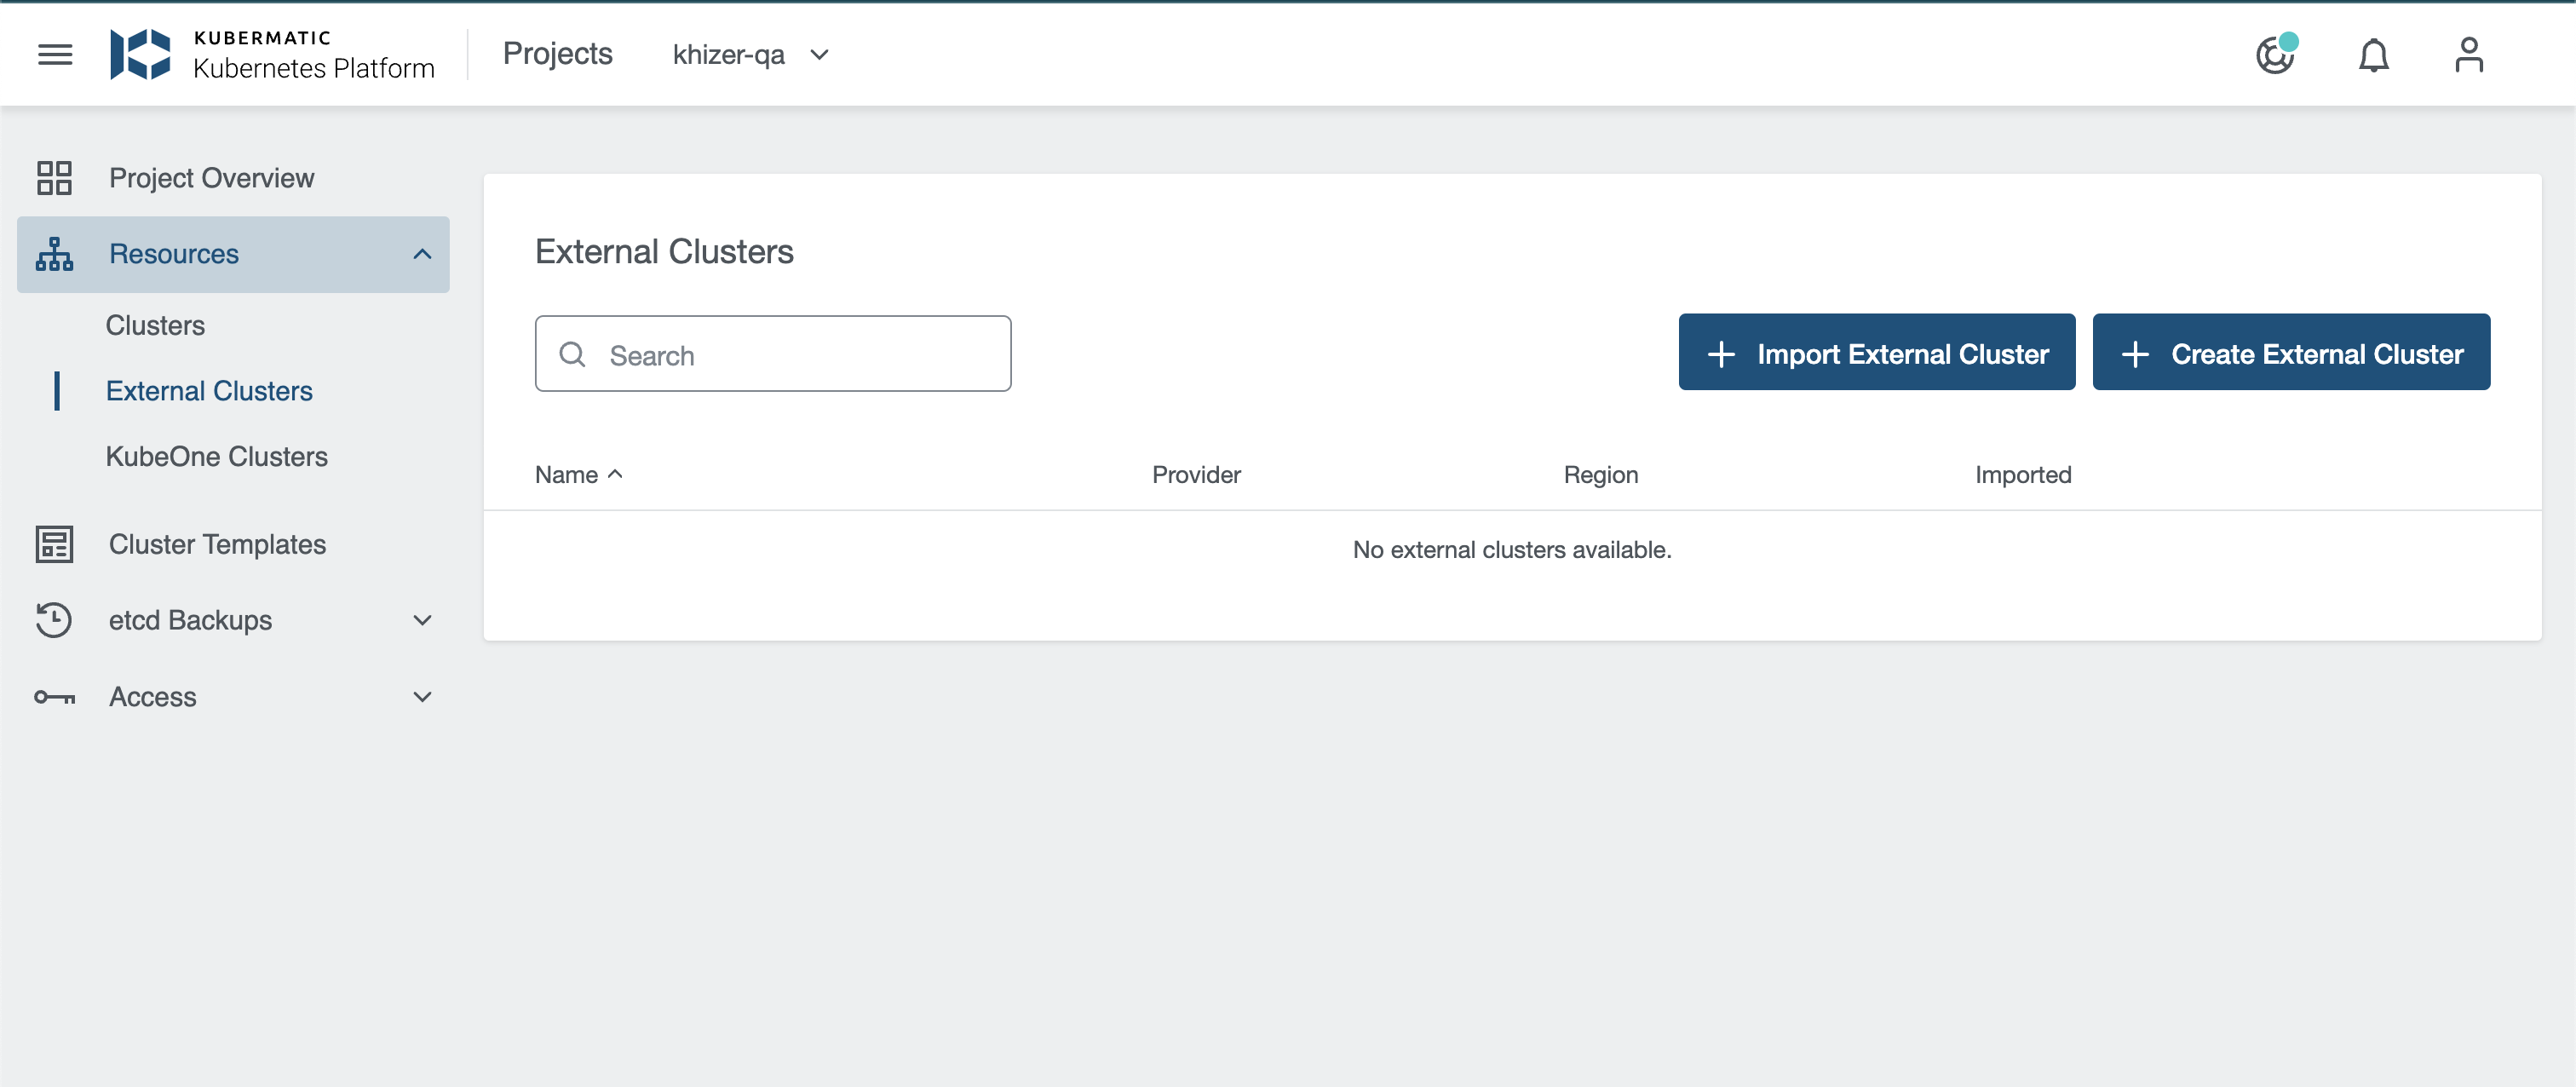 KUBERMATIC
Kubernetes Platform
Projects
khizer-qa
Project Overview
Resources
Clusters
External Clusters
KubeOne Clusters
Cluster Templates
etcd Backups
Access
External Clusters
Search
Import External Cluster
Create External Cluster
Name
Provider
Region
Imported
No external clusters available.